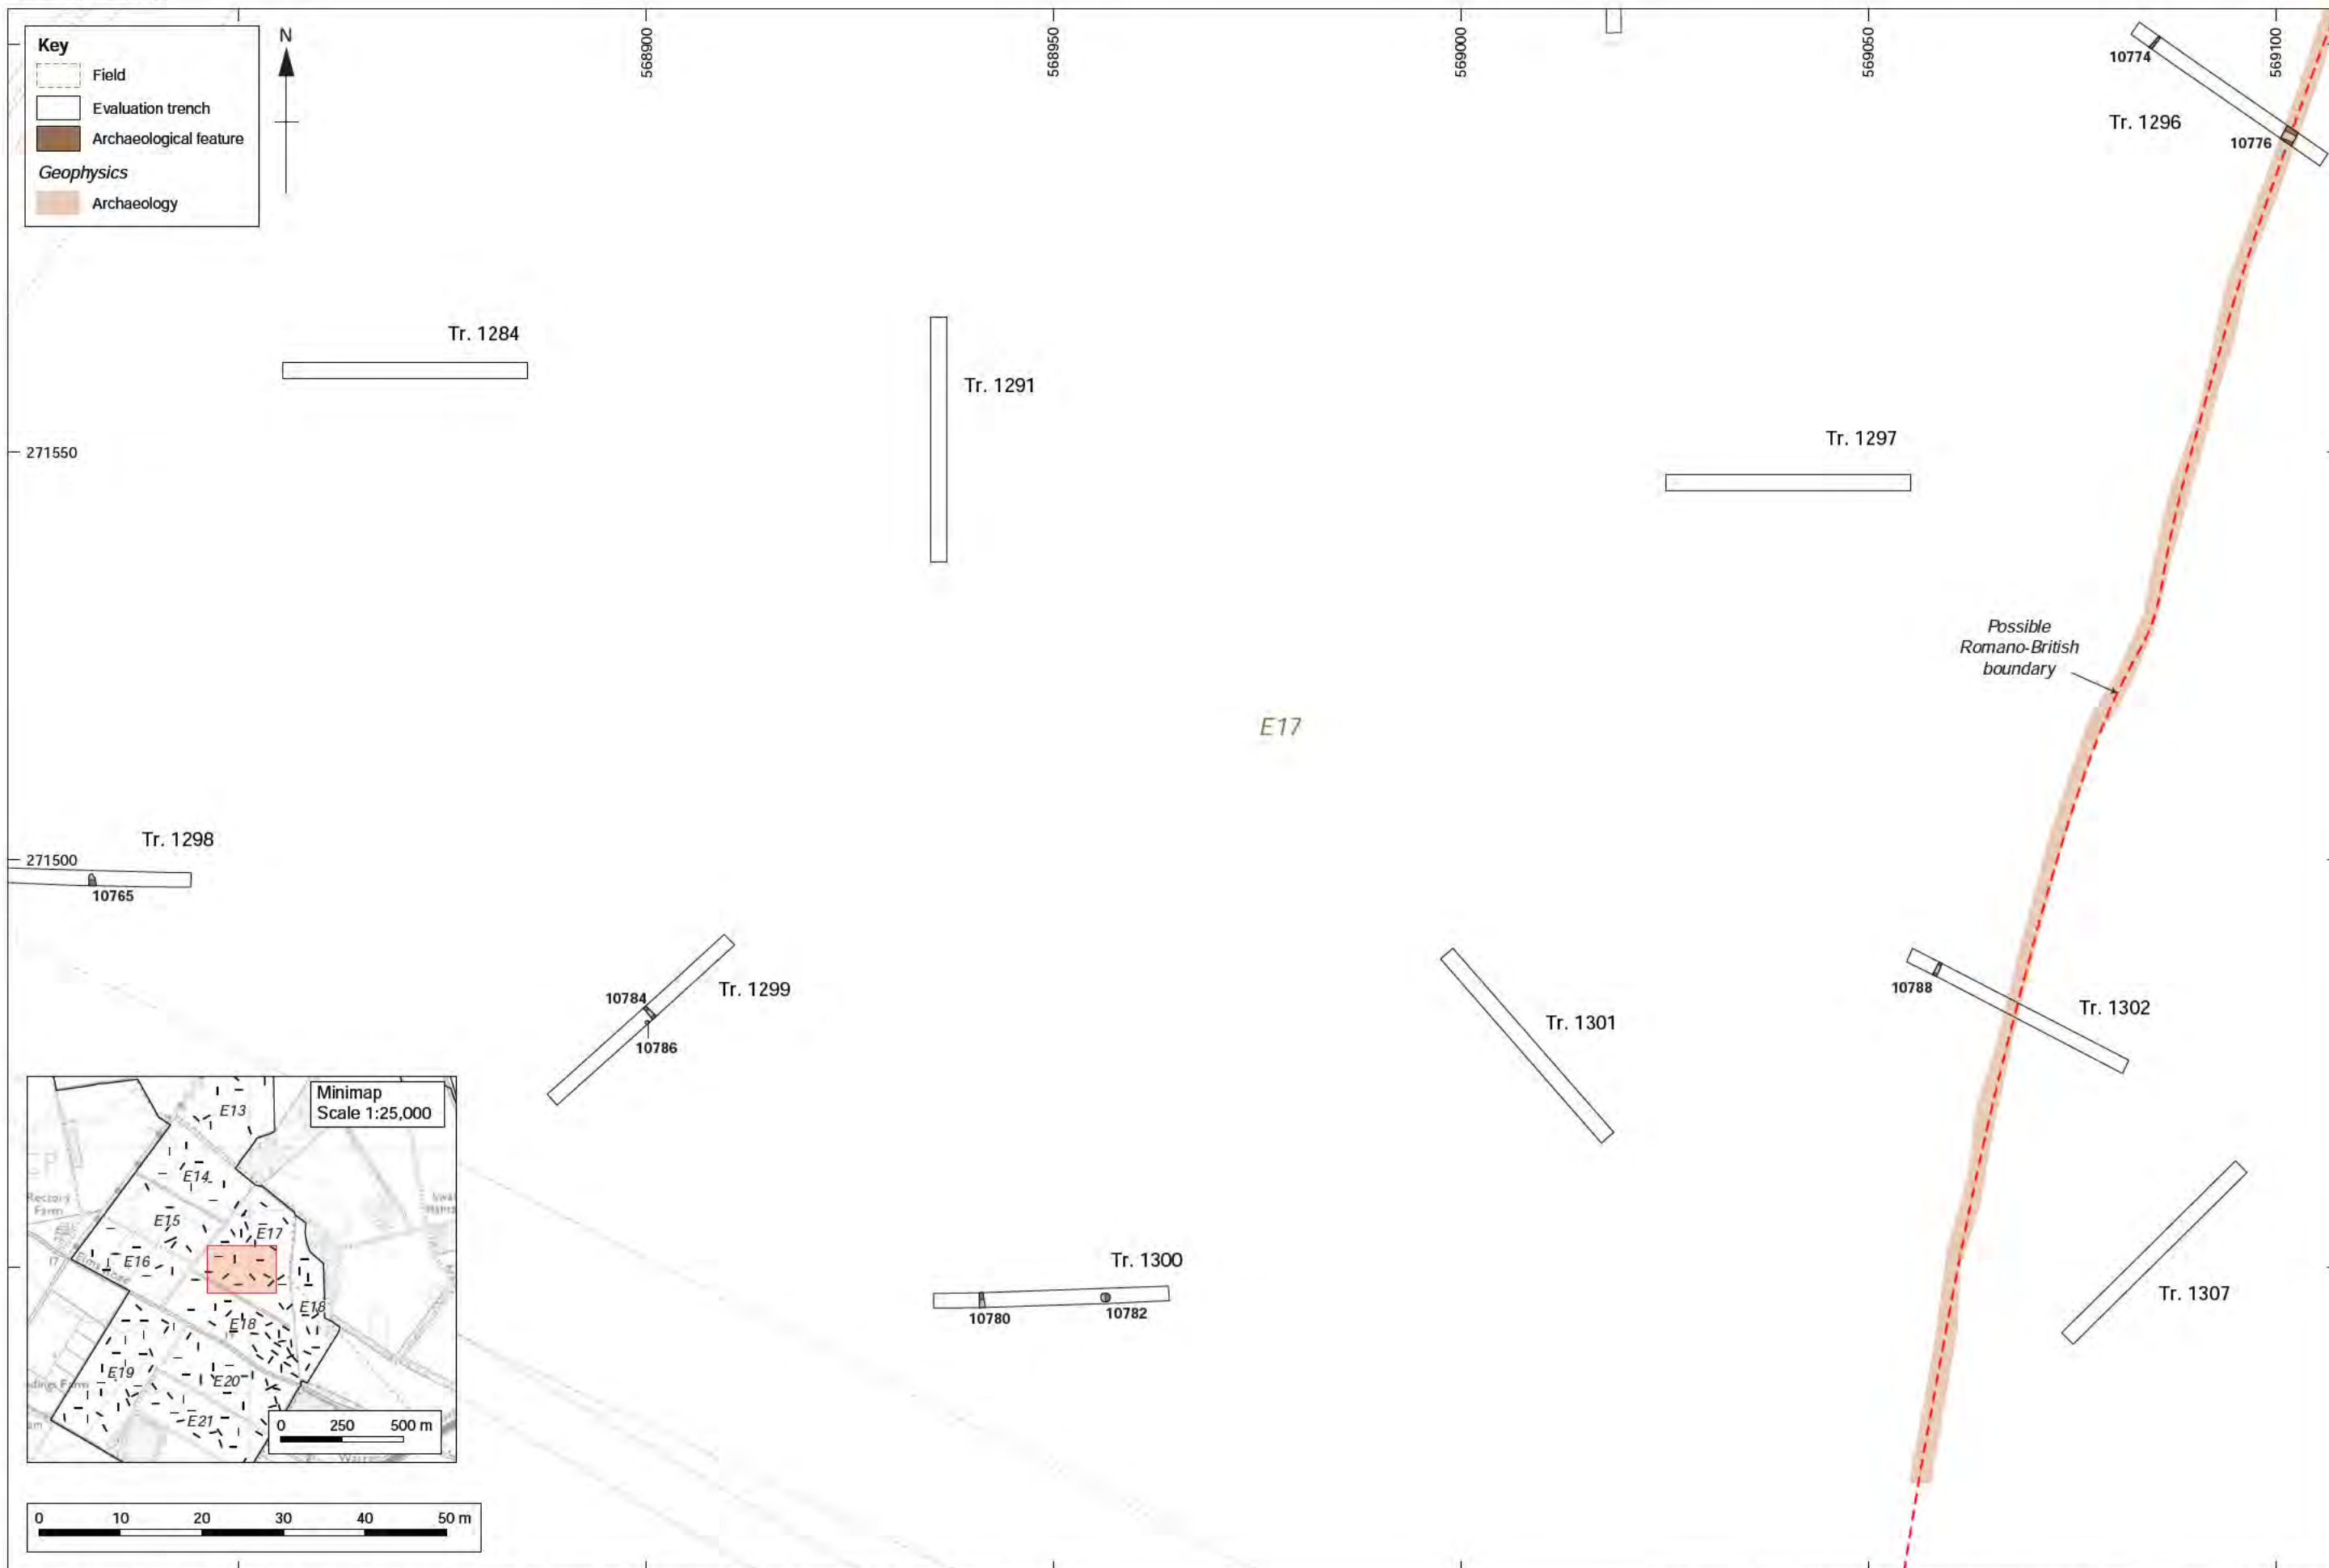 Key
Field
Evaluation trench
Archaeological feature
Geophysics
Archaeology
N
568900
568950
569000
569050
569100
10774
Tr. 1296
10776
Tr. 1284
Tr. 1291
271550
Tr. 1297
Possible
Romano-British
boundary
E17
Tr. 1298
271500
10765
10784
Tr. 1299
10786
10788
Tr. 1302
Tr. 1301
Tr. 1300
10780
10782
Tr. 1307
Minimap
Scale 1:25,000
E13
E14
Rectory
Farm
E15
E17
E16
E18
E18
E19
E20
E21
0 250 500 m
0 10 20 30 40 50 m